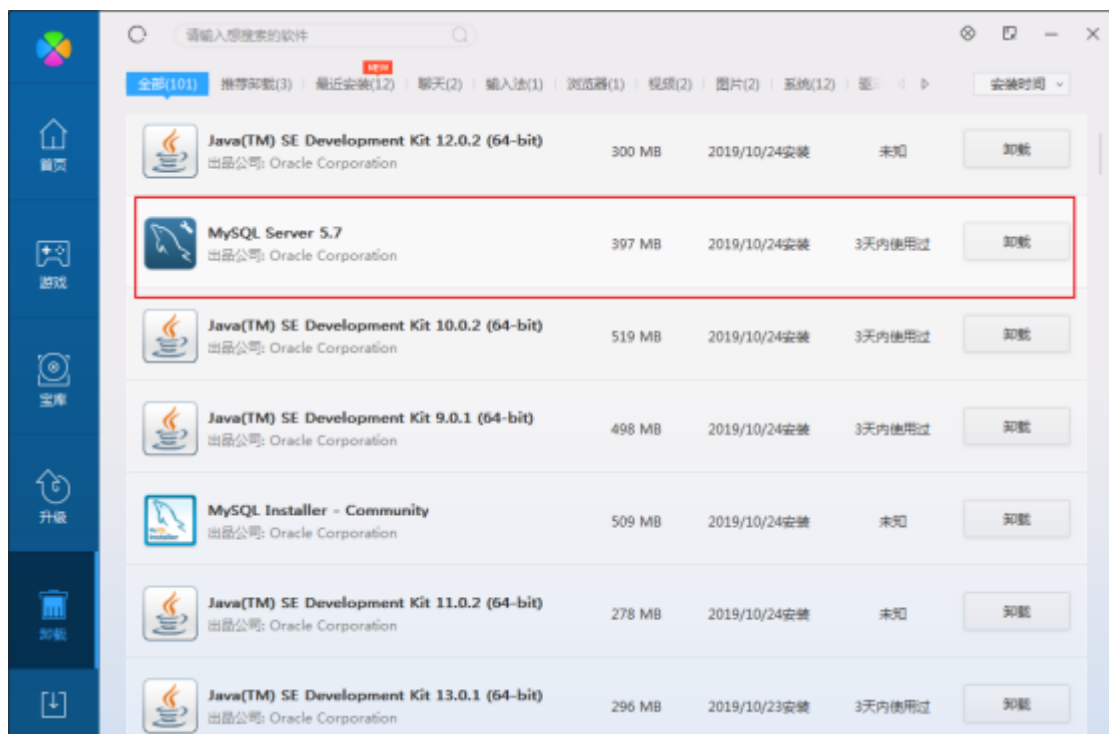 请输入想搜索的软件
NEW
全部(101) 推荐卸载(3) 最近安装(12) 聊天(2) 输入法(1) 浏览器(1) 视频(2) 图片(2) 系统(12) 安装时间
首页
游戏
宝库
升级
卸载
Java(TM) SE Development Kit 12.0.2 (64-bit)
出品公司: Oracle Corporation
300 MB 2019/10/24安装 未知 卸载
MySQL Server 5.7
出品公司: Oracle Corporation
397 MB 2019/10/24安装 3天内使用过 卸载
Java(TM) SE Development Kit 10.0.2 (64-bit)
出品公司: Oracle Corporation
519 MB 2019/10/24安装 3天内使用过 卸载
Java(TM) SE Development Kit 9.0.1 (64-bit)
出品公司: Oracle Corporation
498 MB 2019/10/24安装 3天内使用过 卸载
MySQL Installer - Community
出品公司: Oracle Corporation
509 MB 2019/10/24安装 未知 卸载
Java(TM) SE Development Kit 11.0.2 (64-bit)
出品公司: Oracle Corporation
278 MB 2019/10/24安装 未知 卸载
Java(TM) SE Development Kit 13.0.1 (64-bit)
出品公司: Oracle Corporation
296 MB 2019/10/23安装 3天内使用过 卸载